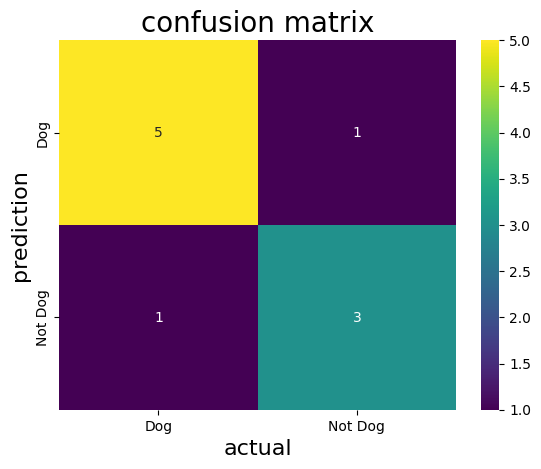 confusion matrix
prediction
Dog
5
1
Not Dog
1
3
Dog
Not Dog
actual
5.0
4.5
4.0
3.5
3.0
2.5
2.0
1.5
1.0